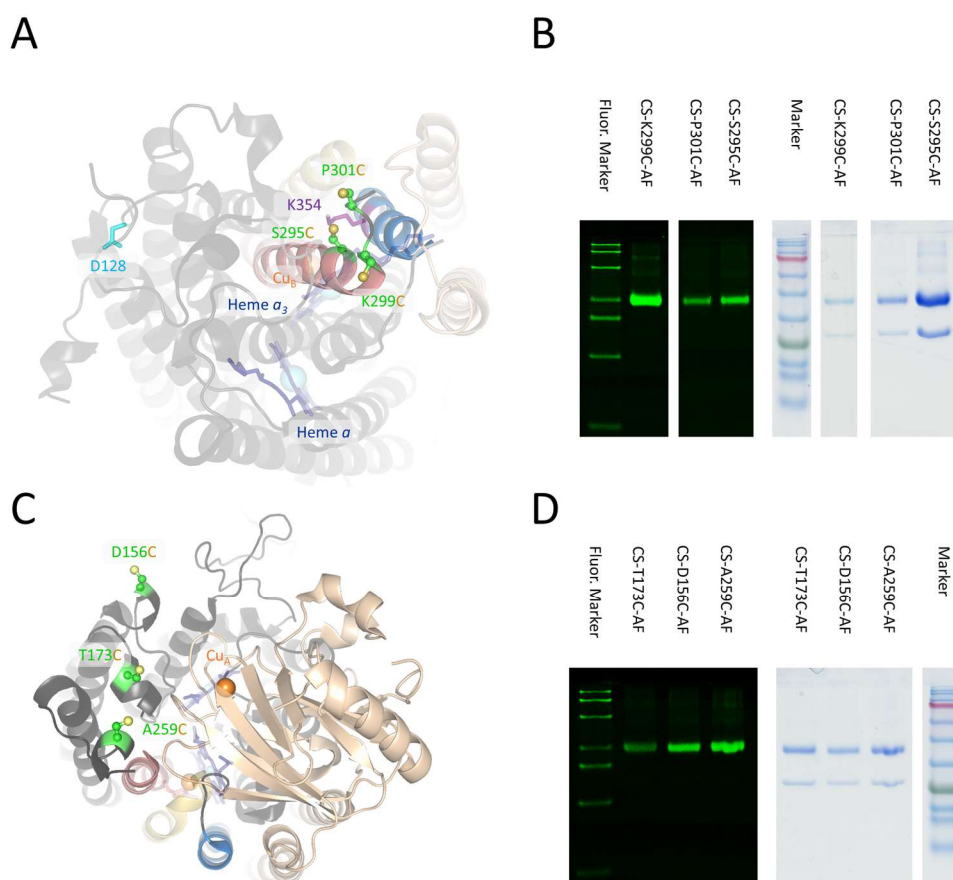 A
P301C
K354
S295C
D128
CuB
K299C
Heme a3
Heme a
B
Fluor. Marker
CS-K299C-AF
CS-P301C-AF
CS-S295C-AF
Marker
CS-K299C-AF
CS-P301C-AF
CS-S295C-AF
C
D156C
T173C
CuA
A259C
D
Fluor. Marker
CS-T173C-AF
CS-D156C-AF
CS-A259C-AF
CS-T173C-AF
CS-D156C-AF
CS-A259C-AF
Marker